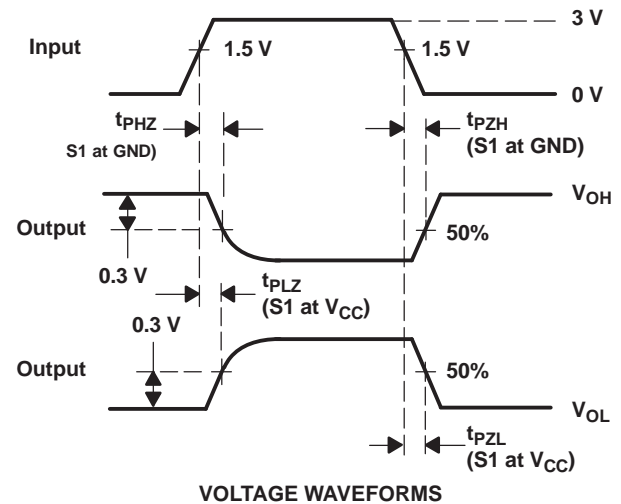 3 V
Input
1.5 V
1.5 V
0 V
tPHZ
S1 at GND)
tPZH
(S1 at GND)
VOH
Output
50%
0.3 V
tPLZ
(S1 at VCC)
0.3 V
Output
50%
VOL
tPZL
(S1 at VCC)
VOLTAGE WAVEFORMS